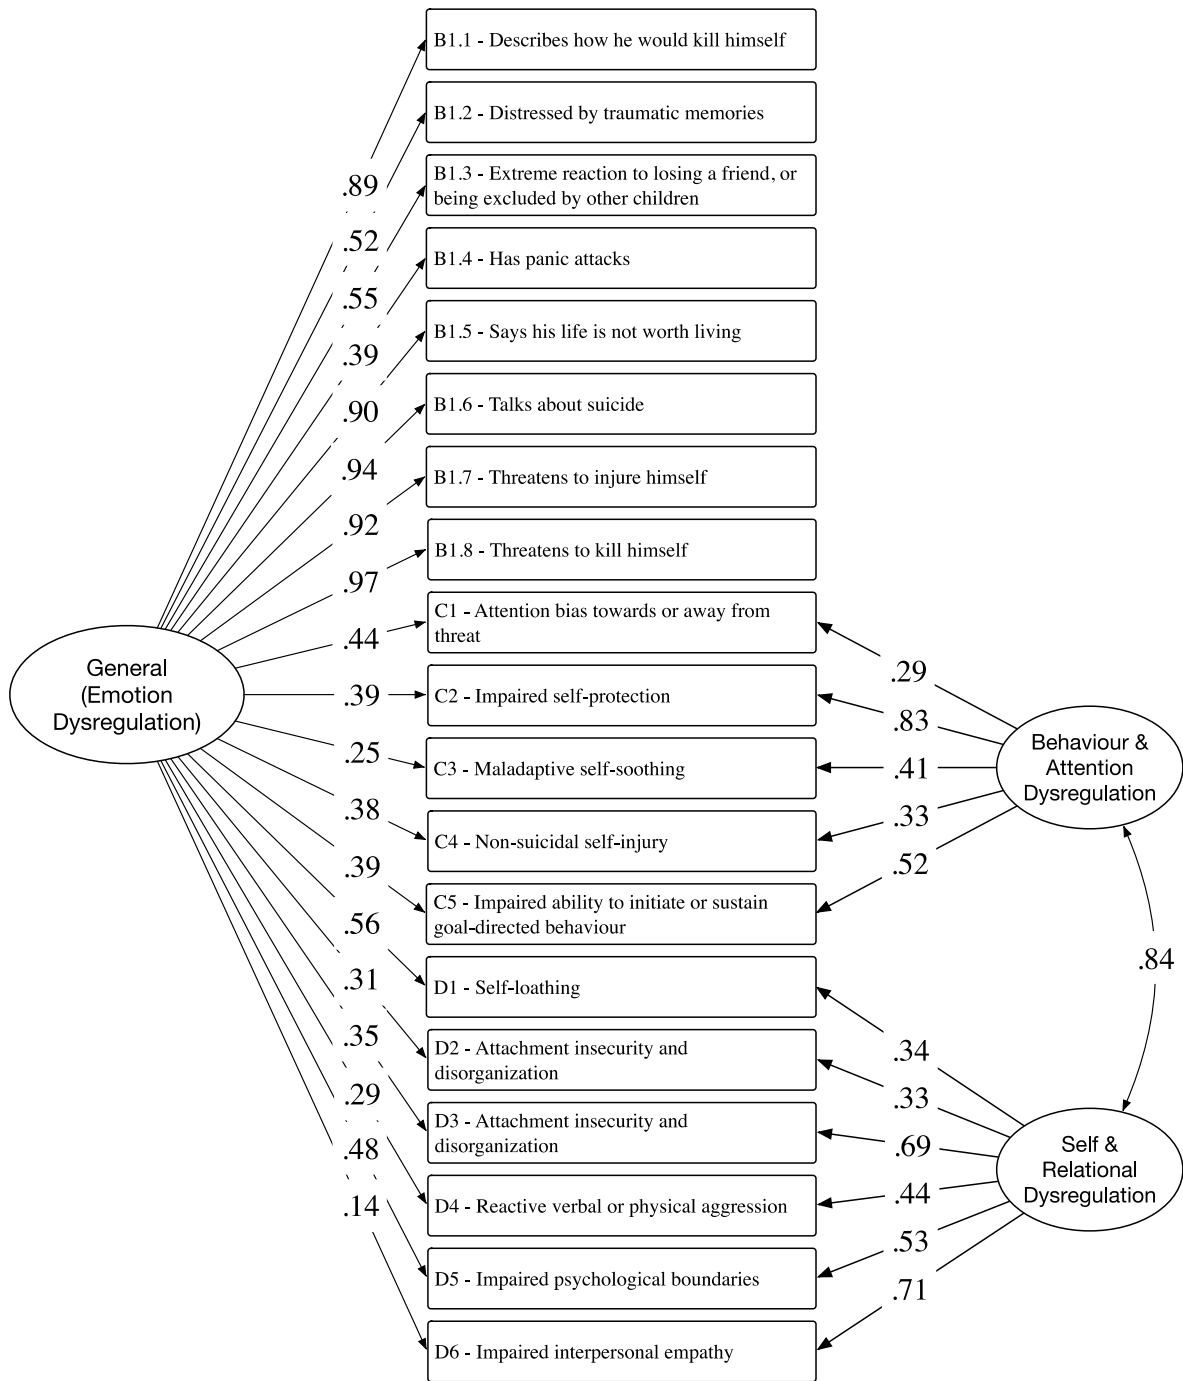 B1.1 - Describes how he would kill himself
B1.2 - Distressed by traumatic memories
B1.3 - Extreme reaction to losing a friend, or
being excluded by other children
B1.4 - Has panic attacks
B1.5 - Says his life is not worth living
B1.6 - Talks about suicide
B1.7 - Threatens to injure himself
B1.8 - Threatens to kill himself
C1 - Attention bias towards or away from
threat
C2 - Impaired self-protection
C3 - Maladaptive self-soothing
C4 - Non-suicidal self-injury
C5 - Impaired ability to initiate or sustain
goal-directed behaviour
D1 - Self-loathing
D2 - Attachment insecurity and
disorganization
D3 - Attachment insecurity and
disorganization
D4 - Reactive verbal or physical aggression
D5 - Impaired psychological boundaries
D6 - Impaired interpersonal empathy
General
(Emotion
Dysregulation)
.89
.52
.55
.39
.90
.94
.92
.97
.44
.39
.25
.38
.39
.56
.31
.35
.29
.48
.14
Behaviour &
Attention
Dysregulation
.29
.83
.41
.33
.52
.84
Self &
Relational
Dysregulation
.34
.33
.69
.44
.53
.71